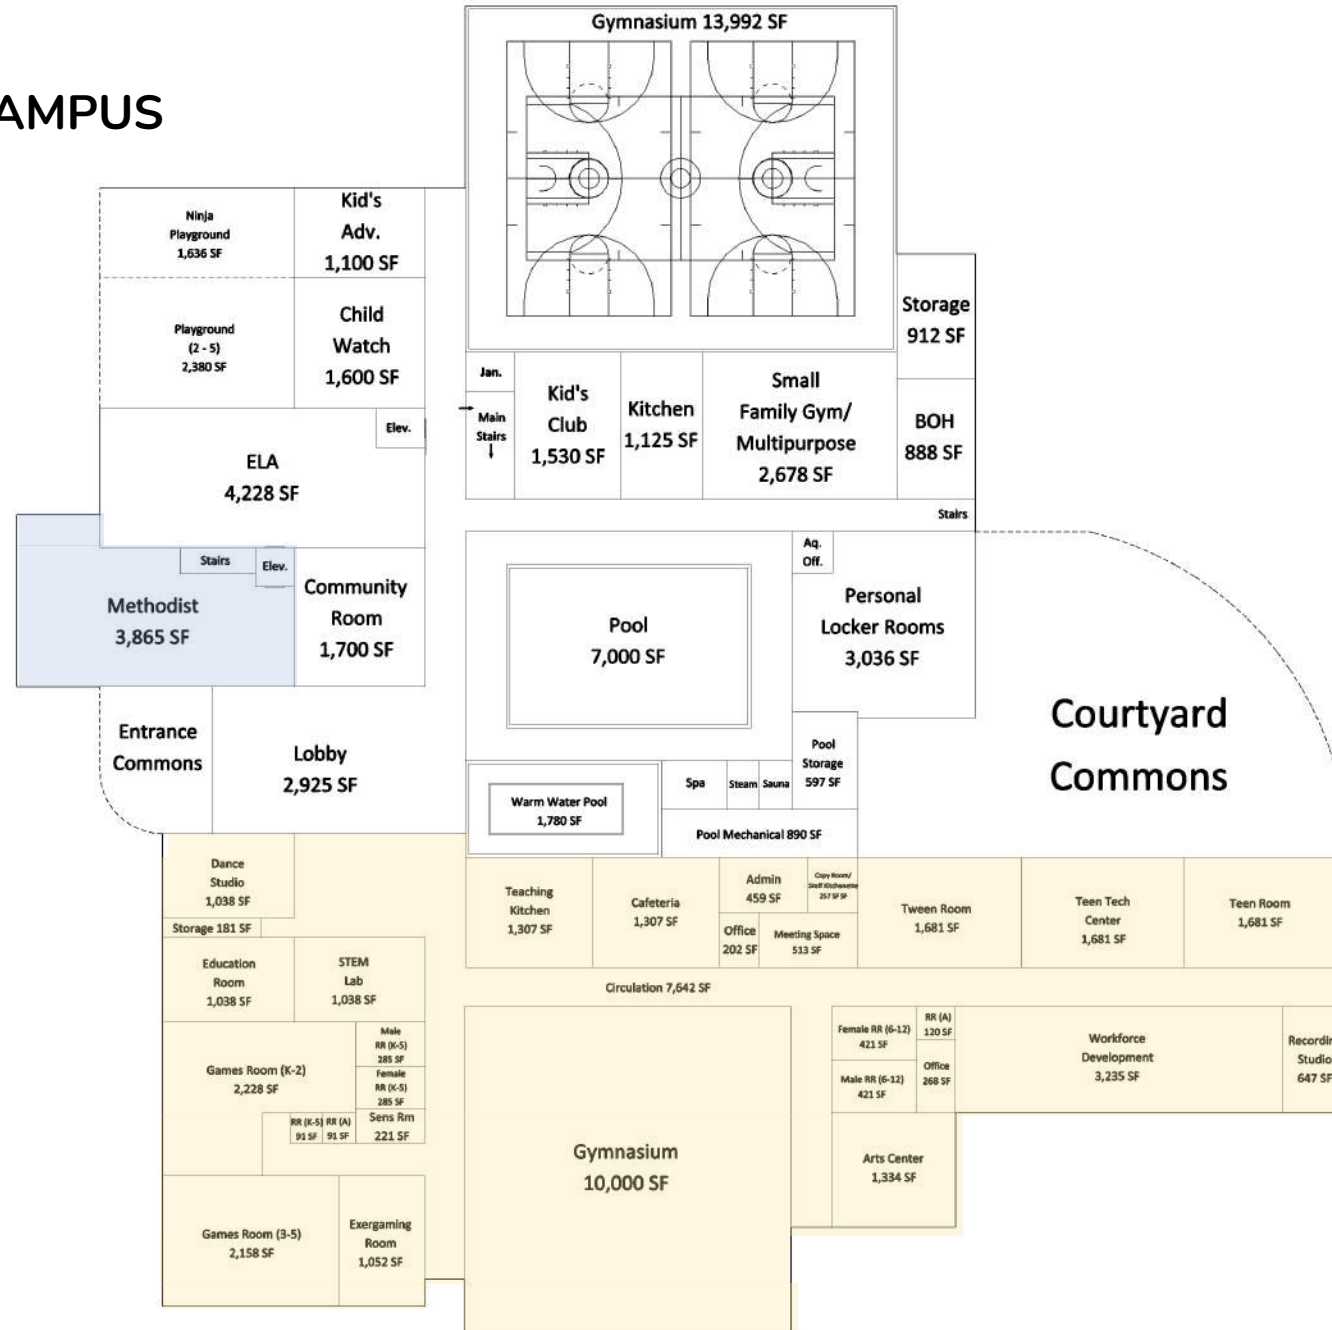 Gymnasium 13,992 SF
AMPUS
Ninja
Playground
1,636 SF
Kid's
Adv.
1,100 SF
Playground
(2 - 5)
2,380 SF
Child
Watch
1,600 SF
Storage
912 SF
Jan.
Main
Stairs
Kid's
Club
1,530 SF
Kitchen
1,125 SF
Small
Family Gym/
Multipurpose
2,678 SF
BOH
888 SF
Elev.
ELA
4,228 SF
Stairs
Stairs
Elev.
Methodist
3,865 SF
Community
Room
1,700 SF
Pool
7,000 SF
Aq.
Off.
Personal
Locker Rooms
3,036 SF
Courtyard
Commons
Entrance
Commons
Lobby
2,925 SF
Warm Water Pool
1,780 SF
Spa
Steam
Sauna
Pool
Storage
597 SF
Pool Mechanical 890 SF
Dance
Studio
1,038 SF
Storage 181 SF
Education
Room
1,038 SF
STEM
Lab
1,038 SF
Teaching
Kitchen
1,307 SF
Cafeteria
1,307 SF
Admin
459 SF
Copy Room/
Staff Kitchenette
257 SF SF
Office
202 SF
Meeting Space
513 SF
Tween Room
1,681 SF
Teen Tech
Center
1,681 SF
Teen Room
1,681 SF
Circulation 7,642 SF
Games Room (K-2)
2,228 SF
Male
RR (K-5)
285 SF
Female
RR (K-5)
285 SF
RR (K-5)
91 SF
RR (A)
91 SF
Sens Rm
221 SF
Games Room (3-5)
2,158 SF
Exergaming
Room
1,052 SF
Gymnasium
10,000 SF
Female RR (6-12)
421 SF
Male RR (6-12)
421 SF
RR (A)
120 SF
Office
268 SF
Workforce
Development
3,235 SF
Recordin
Studio
647 SF
Arts Center
1,334 SF